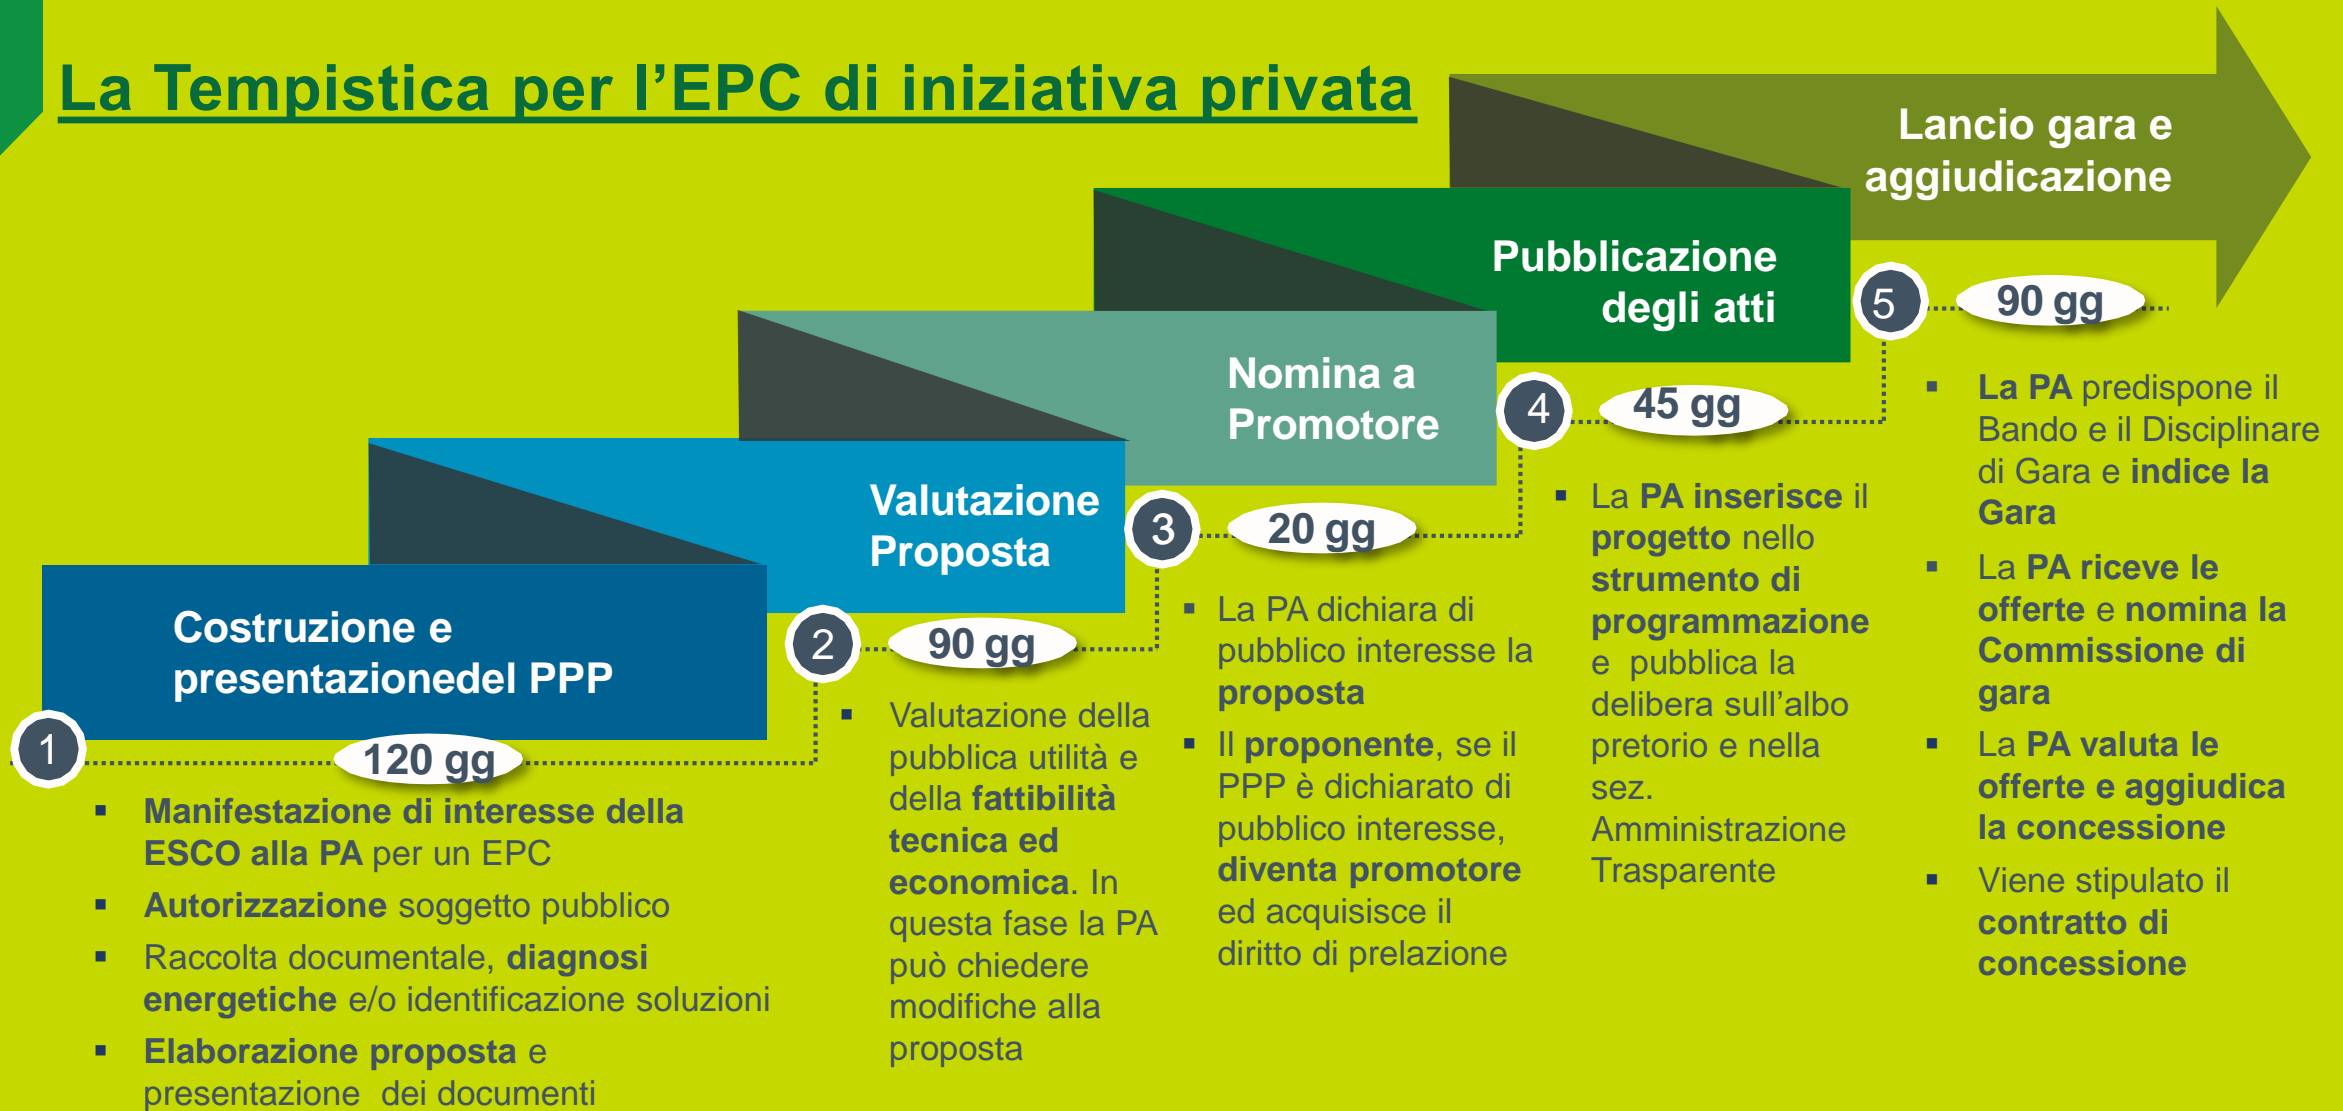 La Tempistica per l’EPC di iniziativa privata
1
Costruzione e
presentazionedel PPP
120 gg
▪ Manifestazione di interesse della
ESCO alla PA per un EPC
▪ Autorizzazione soggetto pubblico
▪ Raccolta documentale, diagnosi
energetiche e/o identificazione soluzioni
▪ Elaborazione proposta e
presentazione dei documenti
Valutazione
Proposta
2
90 gg
▪ Valutazione della
pubblica utilità e
della fattibilità
tecnica ed
economica. In
questa fase la PA
può chiedere
modifiche alla
proposta
Nomina a
Promotore
3
20 gg
▪ La PA dichiara di
pubblico interesse la
proposta
▪ Il proponente, se il
PPP è dichiarato di
pubblico interesse,
diventa promotore
ed acquisisce il
diritto di prelazione
Pubblicazione
degli atti
4
45 gg
▪ La PA inserisce il
progetto nello
strumento di
programmazione
e pubblica la
delibera sull’albo
pretorio e nella
sez.
Amministrazione
Trasparente
Lancio gara e
aggiudicazione
5
90 gg
▪ La PA predispone il
Bando e il Disciplinare
di Gara e indice la
Gara
▪ La PA riceve le
offerte e nomina la
Commissione di
gara
▪ La PA valuta le
offerte e aggiudica
la concessione
▪ Viene stipulato il
contratto di
concessione